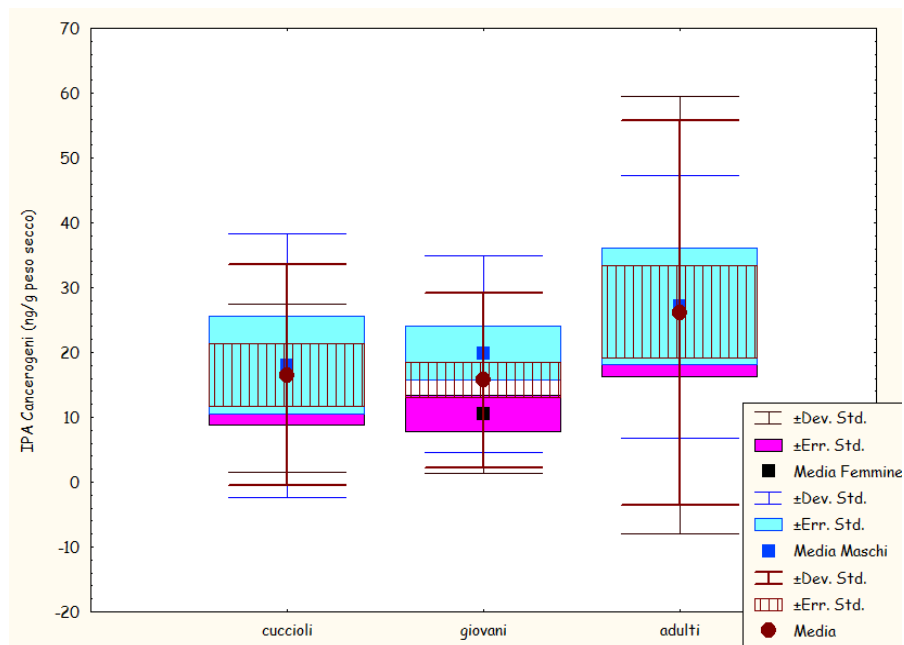 70
60
50
40
30
20
10
0
-10
-20
IPA Cancerogeni (ng/g peso secco)
cuccioli
giovani
adulti
±Dev. Std.
±Err. Std.
Media Femmine
±Dev. Std.
±Err. Std.
Media Maschi
±Dev. Std.
±Err. Std.
Media